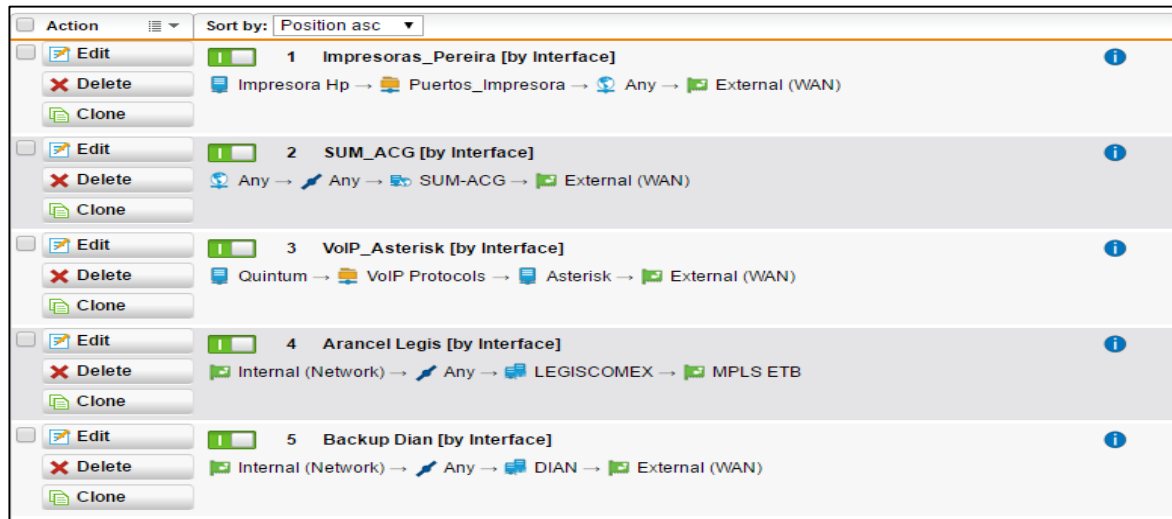 Action Sort by: Position asc
Edit 1 Impresoras_Pereira [by Interface]
Delete Impresora Hp → Puertos_Impresora → Any → External (WAN)
Clone
Edit 2 SUM_ACG [by Interface]
Delete Any → Any → SUM-ACG → External (WAN)
Clone
Edit 3 VoIP_Asterisk [by Interface]
Delete Quintum → VoIP Protocols → Asterisk → External (WAN)
Clone
Edit 4 Arancel Legis [by Interface]
Delete Internal (Network) → Any → LEGISCOMEX → MPLS ETB
Clone
Edit 5 Backup Dian [by Interface]
Delete Internal (Network) → Any → DIAN → External (WAN)
Clone